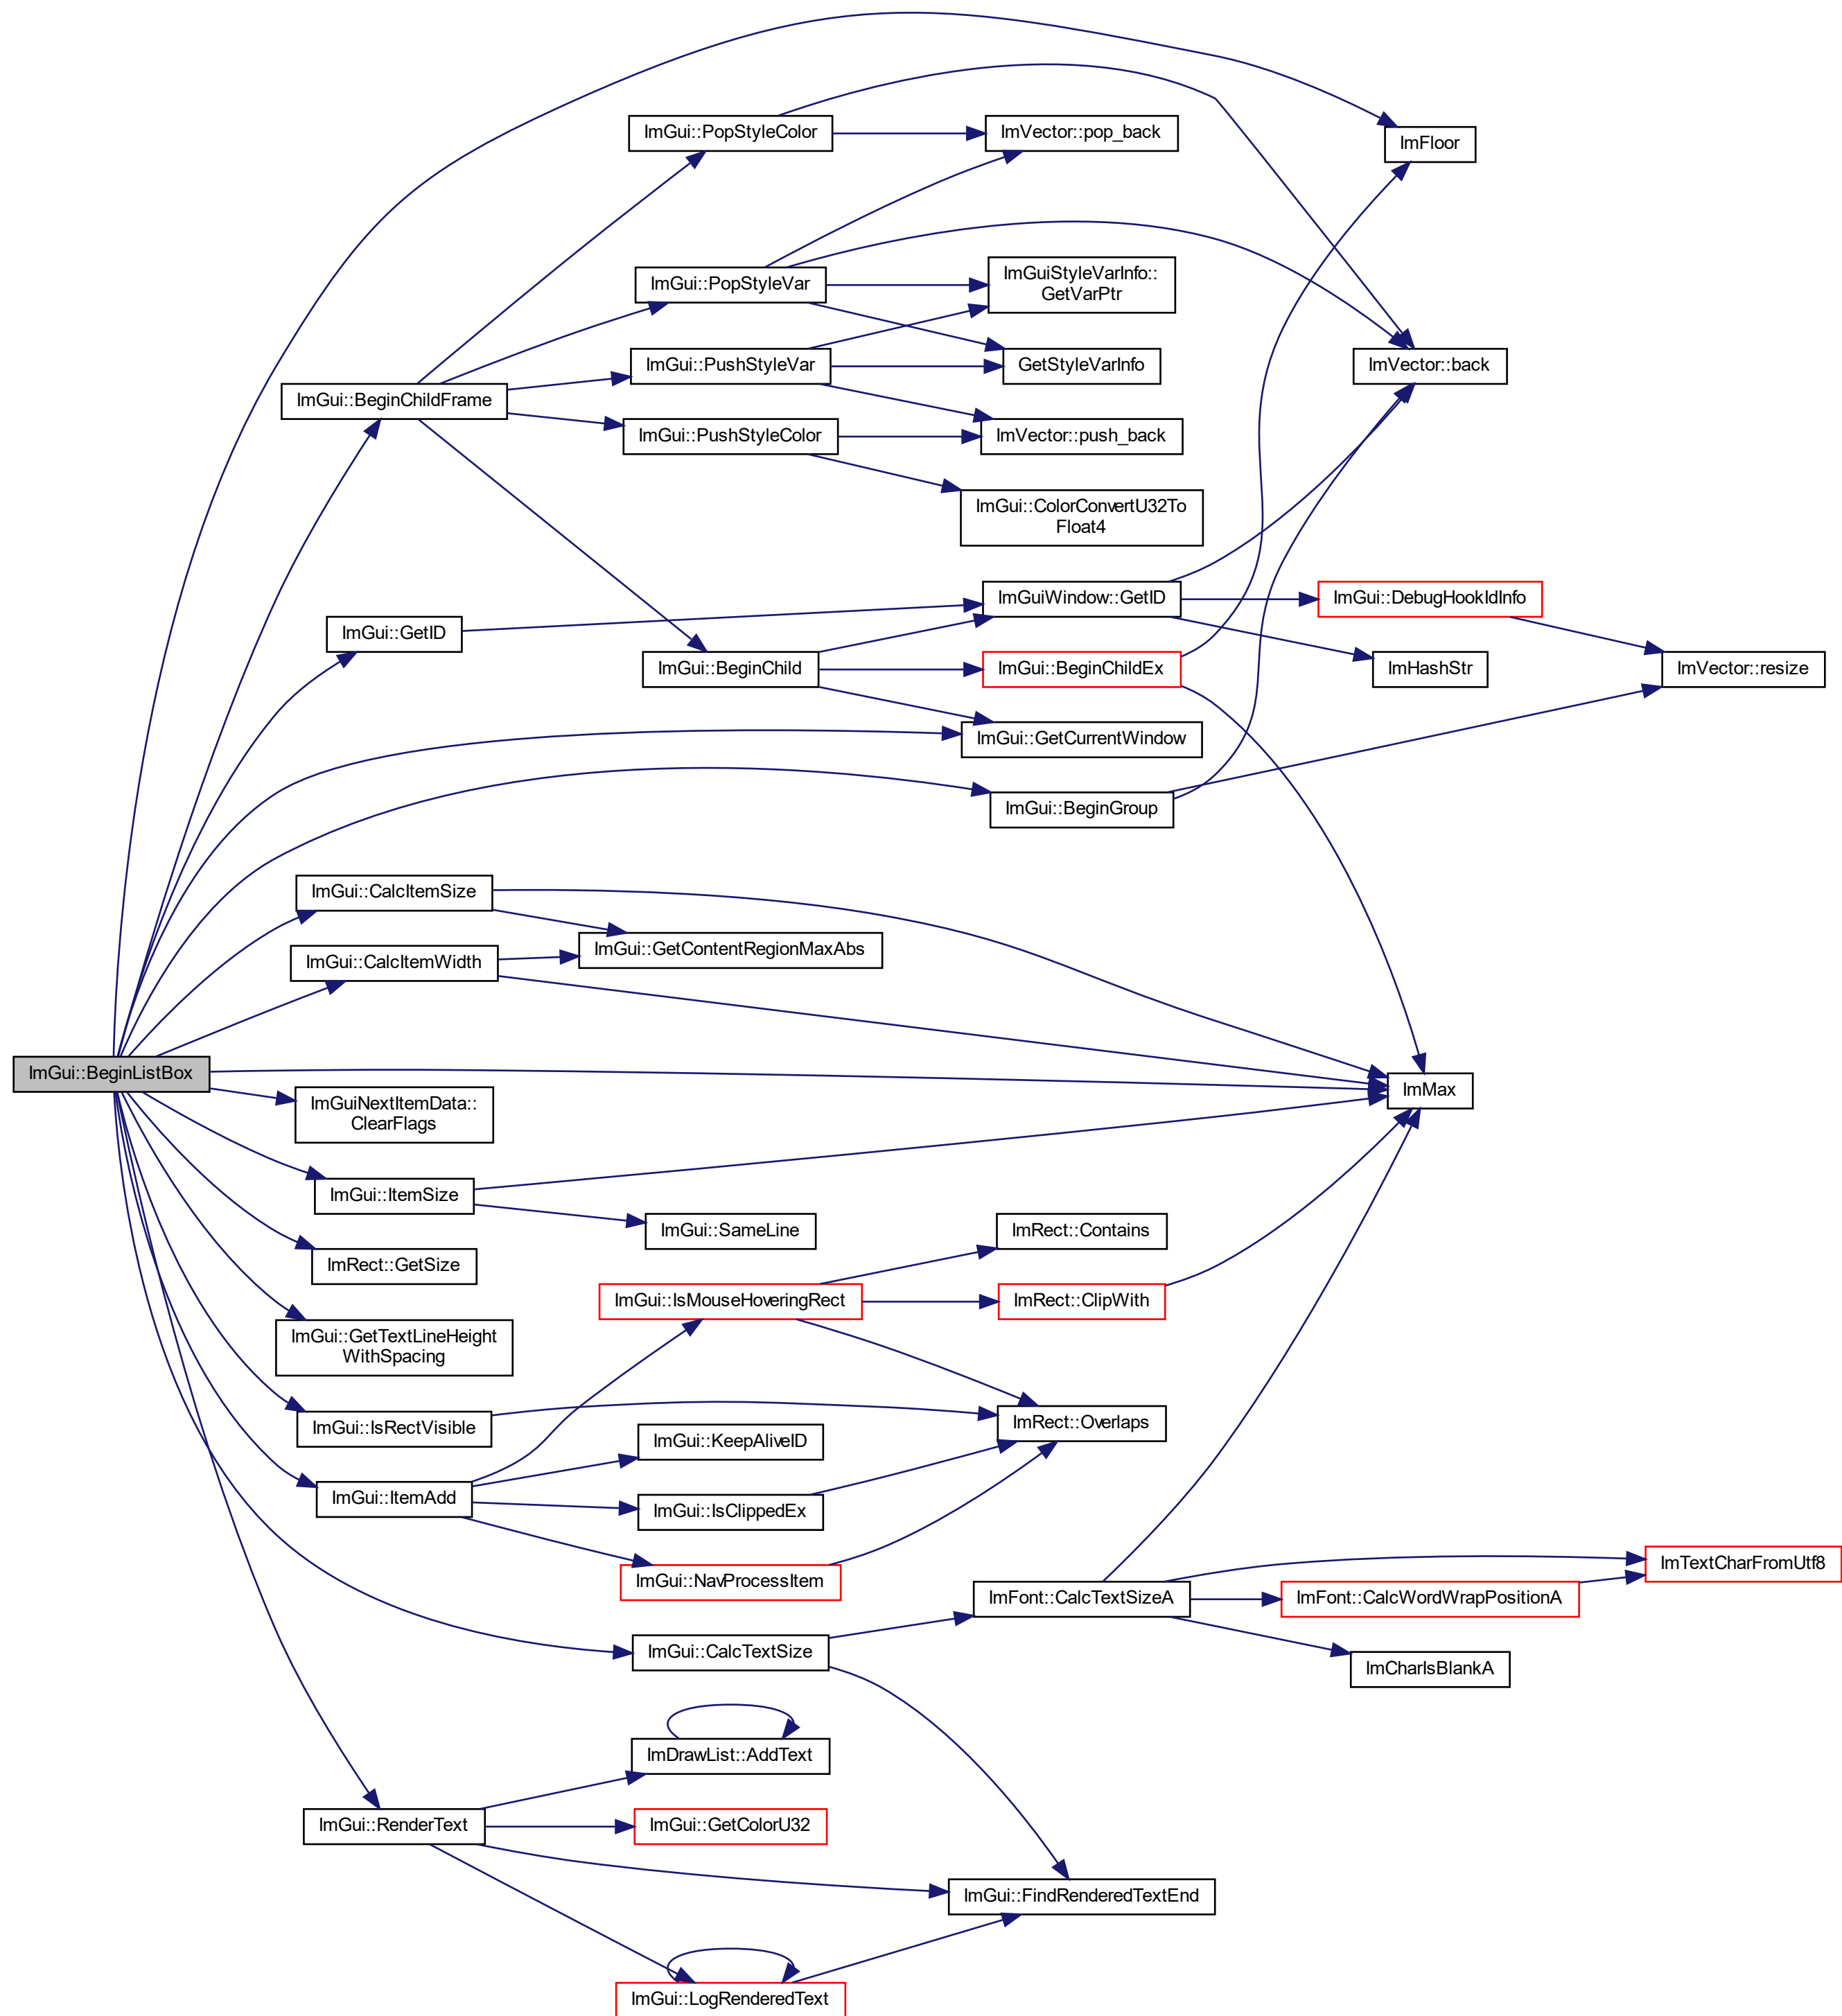 ImGui::PopStyleColor
ImVector::pop_back
ImFloor
ImGui::PopStyleVar
ImGuiStyleVarInfo::
GetVarPtr
ImGui::PushStyleVar
GetStyleVarInfo
ImVector::back
ImGui::BeginChildFrame
ImGui::PushStyleColor
ImVector::push_back
ImGui::ColorConvertU32To
Float4
ImGuiWindow::GetID
ImGui::DebugHookIdInfo
ImGui::GetID
ImGui::BeginChild
ImGui::BeginChildEx
ImHashStr
ImVector::resize
ImGui::GetCurrentWindow
ImGui::BeginGroup
ImGui::CalcItemSize
ImGui::GetContentRegionMaxAbs
ImGui::CalcItemWidth
ImGui::BeginListBox
ImMax
ImGuiNextItemData::
ClearFlags
ImGui::ItemSize
ImGui::SameLine
ImRect::Contains
ImRect::GetSize
ImGui::IsMouseHoveringRect
ImRect::ClipWith
ImGui::GetTextLineHeight
WithSpacing
ImGui::IsRectVisible
ImRect::Overlaps
ImGui::KeepAliveID
ImGui::ItemAdd
ImGui::IsClippedEx
ImGui::NavProcessItem
ImFont::CalcTextSizeA
ImFont::CalcWordWrapPositionA
ImTextCharFromUtf8
ImGui::CalcTextSize
ImCharIsBlankA
ImDrawList::AddText
ImGui::RenderText
ImGui::GetColorU32
ImGui::FindRenderedTextEnd
ImGui::LogRenderedText